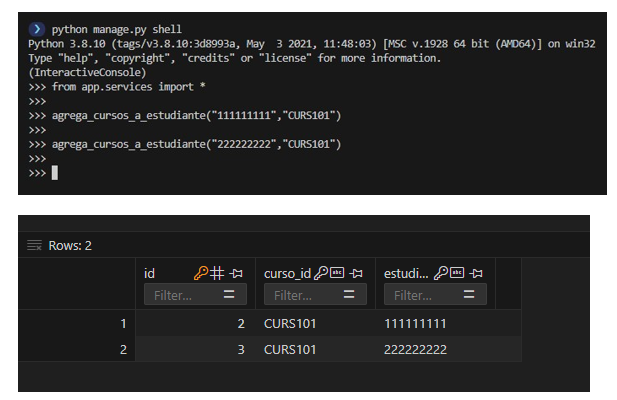 python manage.py shell
Python 3.8.10 (tags/v3.8.10:3d8993a, May  3 2021, 11:48:03) [MSC v.1928 64 bit (AMD64)] on win32
Type "help", "copyright", "credits" or "license" for more information.
(InteractiveConsole)
>>> from app.services import *
>>>
>>> agrega_cursos_a_estudiante("111111111","CURS101")
>>>
>>> agrega_cursos_a_estudiante("222222222","CURS101")
>>>
>>>
Rows: 2
id curso_id estudi...
Filter... Filter... Filter...
1 2 CURS101 111111111
2 3 CURS101 222222222